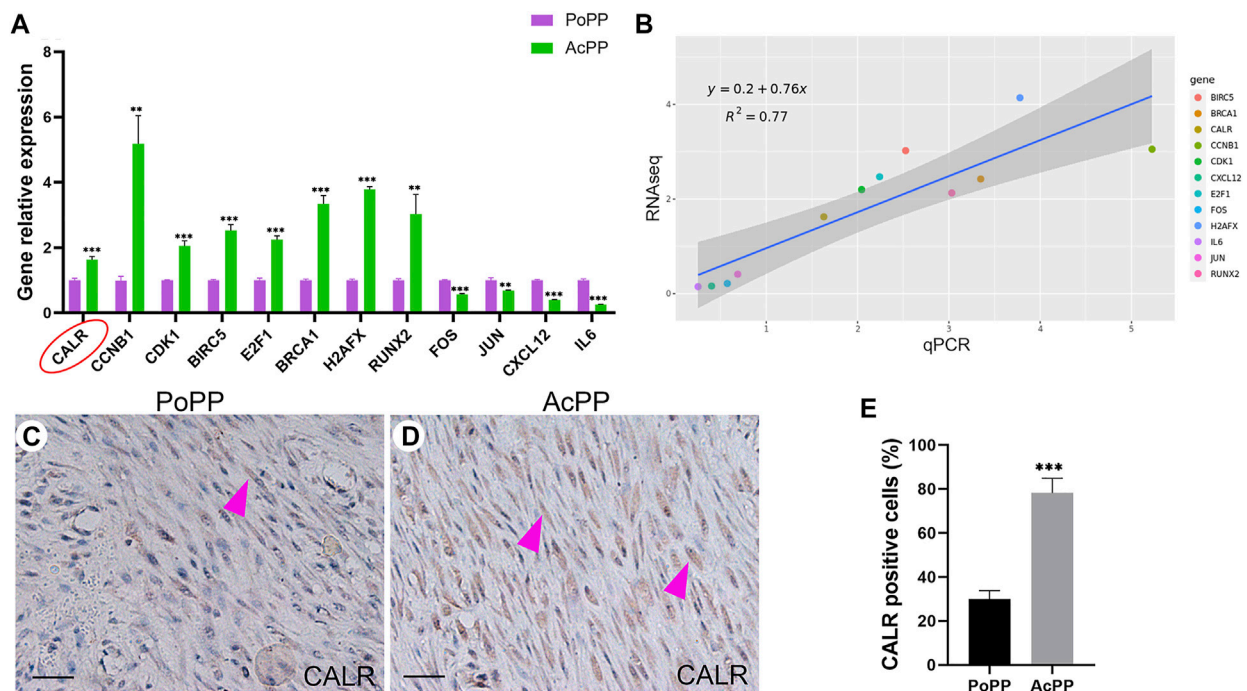 A
PoPP
AcPP
Gene relative expression
8
6
4
2
0
**
***
***
***
***
***
***
**
***
**
***
***
CALR
CCNB1
CDK1
BIRC5
E2F1
BRCA1
H2AFX
RUNX2
FOS
JUN
CXCL12
IL6
B
y = 0.2 + 0.76x
R² = 0.77
RNAseq
4
2
0
1
2
3
4
5
qPCR
gene
BIRC5
BRCA1
CALR
CCNB1
CDK1
CXCL12
E2F1
FOS
H2AFX
IL6
JUN
RUNX2
PoPP
AcPP
C
CALR
D
CALR
E
CALR positive cells (%)
100
80
60
40
20
0
***
PoPP
AcPP